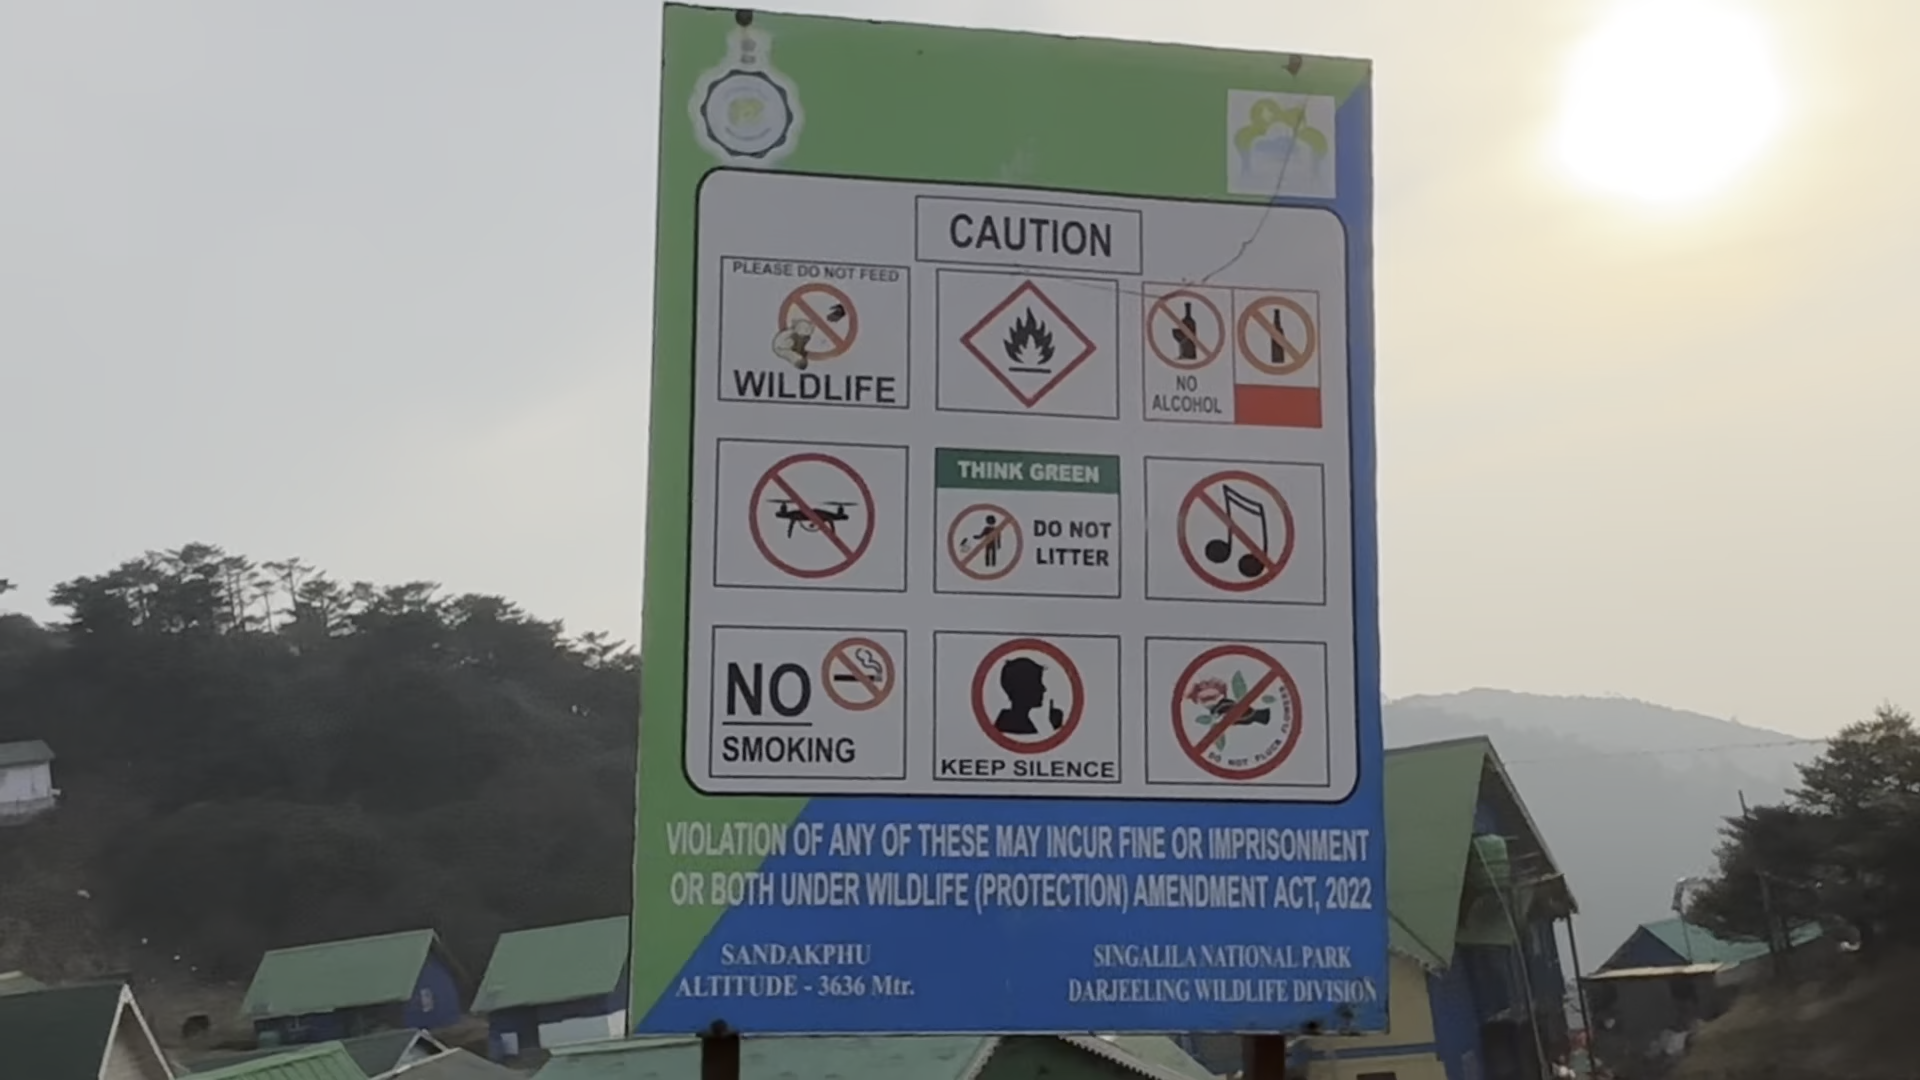 CAUTION
PLEASE DO NOT FEED
WILDLIFE
NO
ALCOHOL
THINK GREEN
DO NOT
LITTER
NO
SMOKING
KEEP SILENCE
DO NOT PLUCK FLOWERS
VIOLATION OF ANY OF THESE MAY INCUR FINE OR IMPRISONMENT
OR BOTH UNDER WILDLIFE (PROTECTION) AMENDMENT ACT, 2022
SANDAKPHU
ALTITUDE - 3636 Mtr.
SINGALILA NATIONAL PARK
DARJEELING WILDLIFE DIVISION